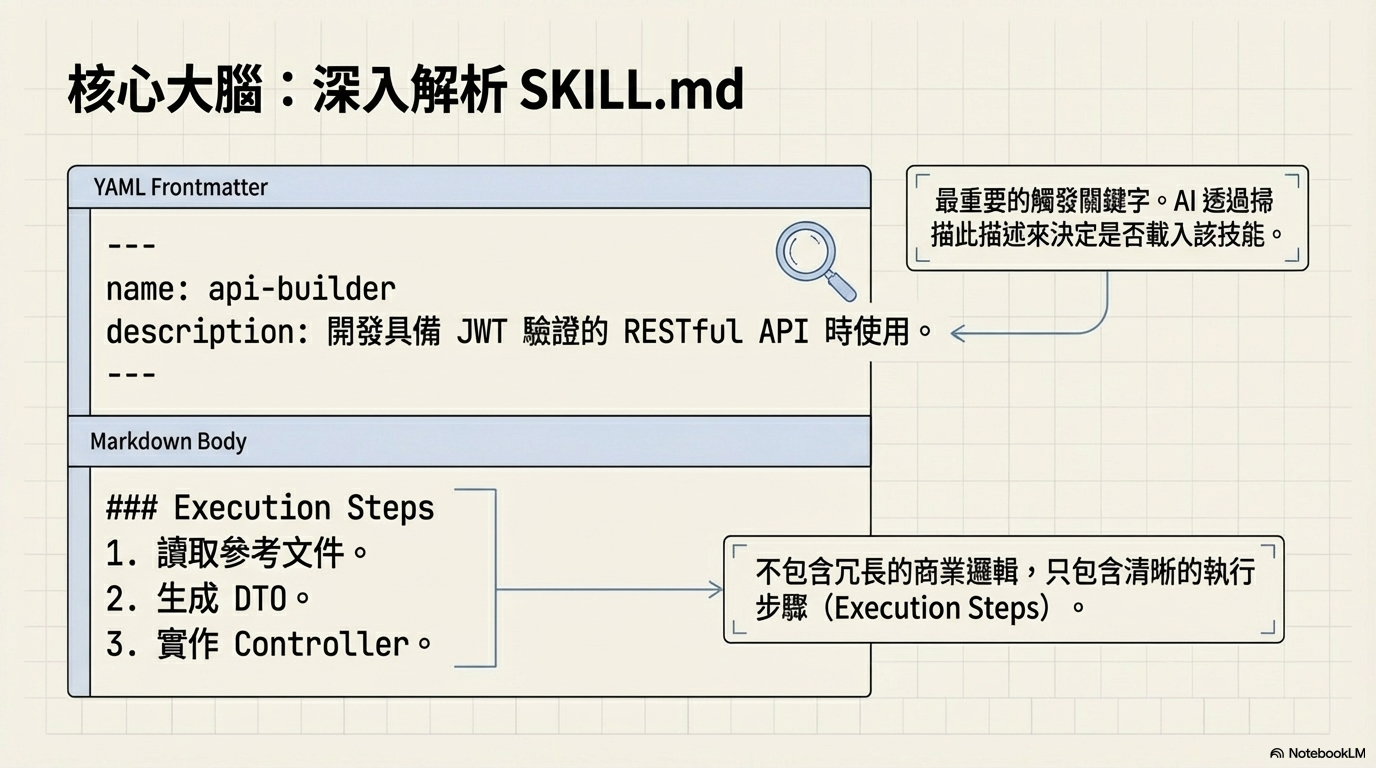 核心大腦：深入解析 SKILL.md
YAML Frontmatter
---
name: api-builder
description: 開發具備 JWT 驗證的 RESTful API 時使用。
---
最重要的觸發關鍵字。AI 透過掃
描此描述來決定是否載入該技能。
Markdown Body
### Execution Steps
1. 讀取參考文件。
2. 生成 DTO。
3. 實作 Controller。
不包含冗長的商業邏輯，只包含清晰的執行
步驟（Execution Steps）。
NotebookLM